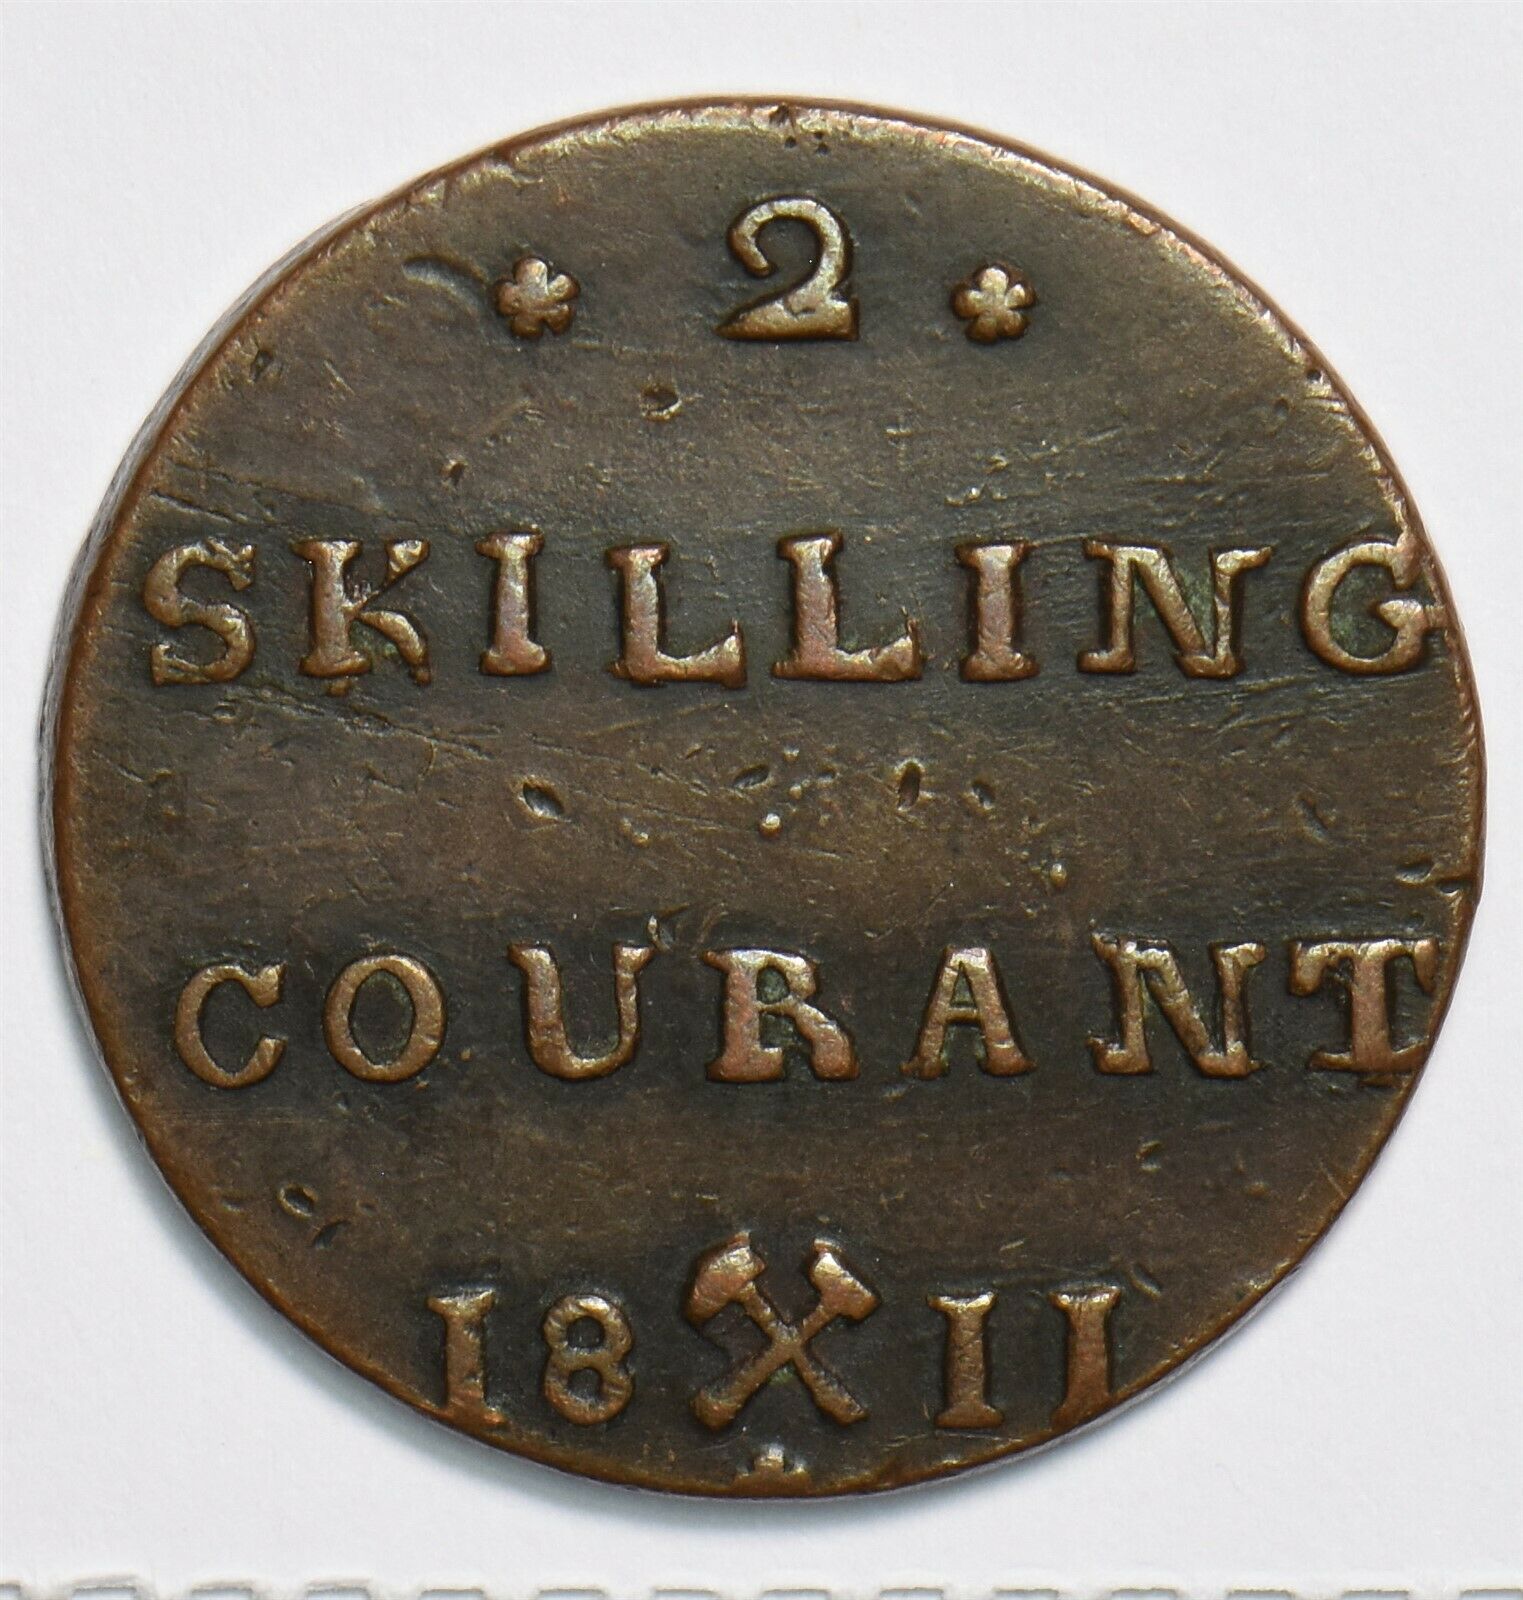 2
SKILLING
COURANT
18 11